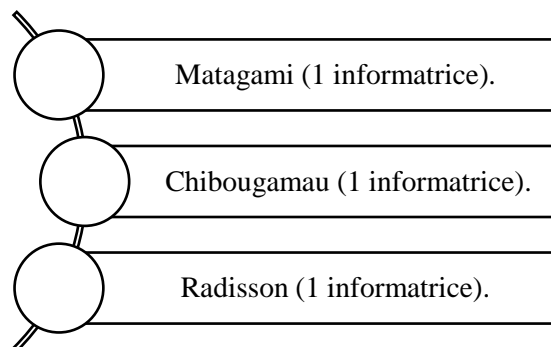 Matagami (1 informatrice).
Chibougamau (1 informatrice).
Radisson (1 informatrice).